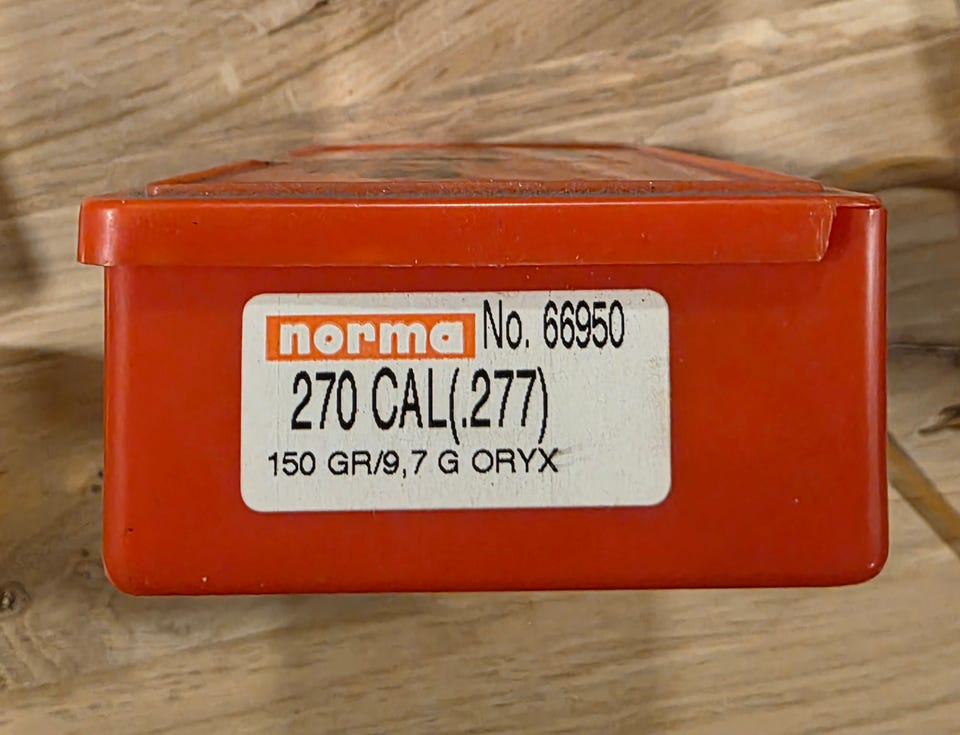 norma No. 66950
270 CAL(.277)
150 GR/9,7 G ORYX